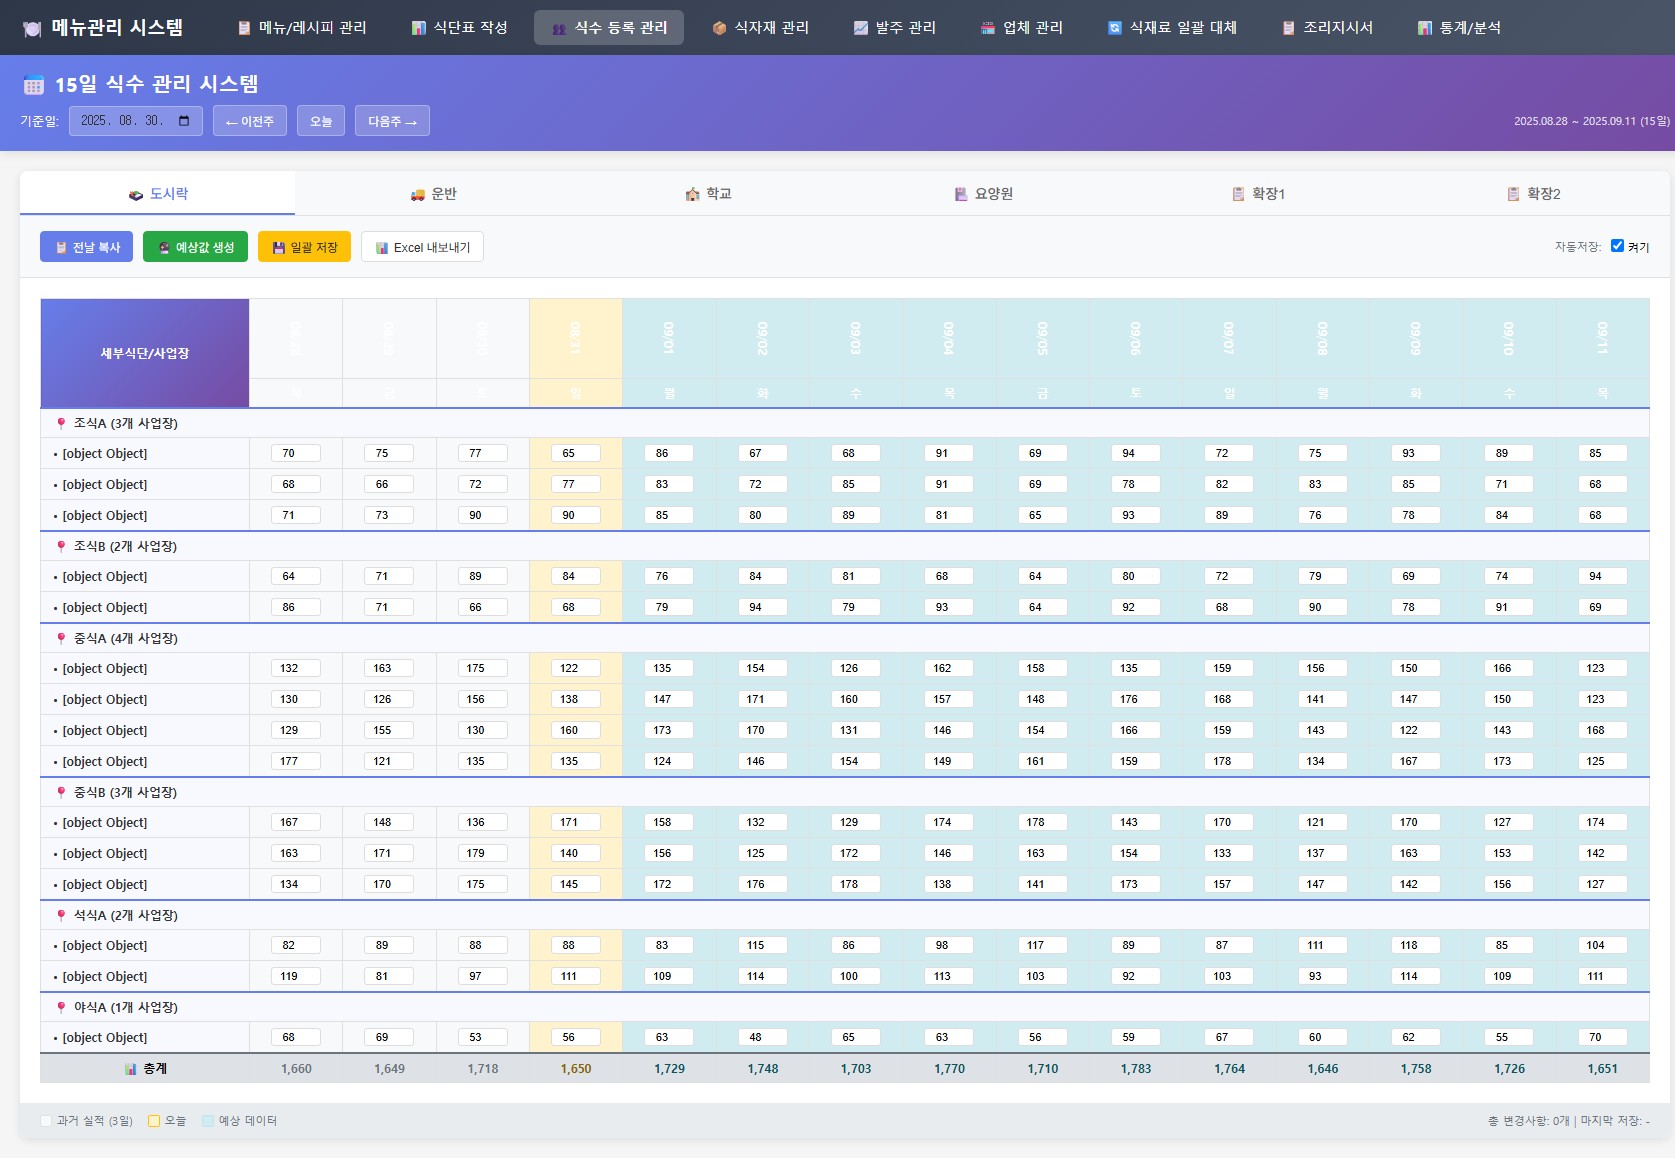 메뉴관리 시스템
메뉴/레시피 관리
식단표 작성
식수 등록 관리
식자재 관리
발주 관리
업체 관리
식재료 일괄 대체
조리지시서
통계/분석
15일 식수 관리 시스템
기준일: 2025. 08. 30. ← 이전주 오늘 다음주 →
2025.08.28 ~ 2025.09.11 (15일)
도시락 운반 학교 요양원 확장1 확장2
전날 복사 예상값 생성 일괄 저장 Excel 내보내기
자동저장: 켜기
세부식단/사업장 08/28 08/29 08/30 08/31 09/01 09/02 09/03 09/04 09/05 09/06 09/07 09/08 09/09 09/10 09/11
목 금 토 일 월 화 수 목 금 토 일 월 화 수 목
조식A (3개 사업장)
• [object Object] 70 75 77 65 86 67 68 91 69 94 72 75 93 89 85
• [object Object] 68 66 72 77 83 72 85 91 69 78 82 83 85 71 68
• [object Object] 71 73 90 90 85 80 89 81 65 93 89 76 78 84 68
조식B (2개 사업장)
• [object Object] 64 71 89 84 76 84 81 68 64 80 72 79 69 74 94
• [object Object] 86 71 66 68 79 94 79 93 64 92 68 90 78 91 69
중식A (4개 사업장)
• [object Object] 132 163 175 122 135 154 126 162 158 135 159 156 150 166 123
• [object Object] 130 126 156 138 147 171 160 157 148 176 168 141 147 150 123
• [object Object] 129 155 130 160 173 170 131 146 154 166 159 143 122 143 168
• [object Object] 177 121 135 135 124 146 154 149 161 159 178 134 167 173 125
중식B (3개 사업장)
• [object Object] 167 148 136 171 158 132 129 174 178 143 170 121 170 127 174
• [object Object] 163 171 179 140 156 125 172 146 163 154 133 137 163 153 142
• [object Object] 134 170 175 145 172 176 178 138 141 173 157 147 142 156 127
석식A (2개 사업장)
• [object Object] 82 89 88 88 83 115 86 98 117 89 87 111 118 85 104
• [object Object] 119 81 97 111 109 114 100 113 103 92 103 93 114 109 111
야식A (1개 사업장)
• [object Object] 68 69 53 56 63 48 65 63 56 59 67 60 62 55 70
총계 1,660 1,649 1,718 1,650 1,729 1,748 1,703 1,770 1,710 1,783 1,764 1,646 1,758 1,726 1,651
과거 실적 (3일) 오늘 예상 데이터
총 변경사항: 0개 | 마지막 저장: -